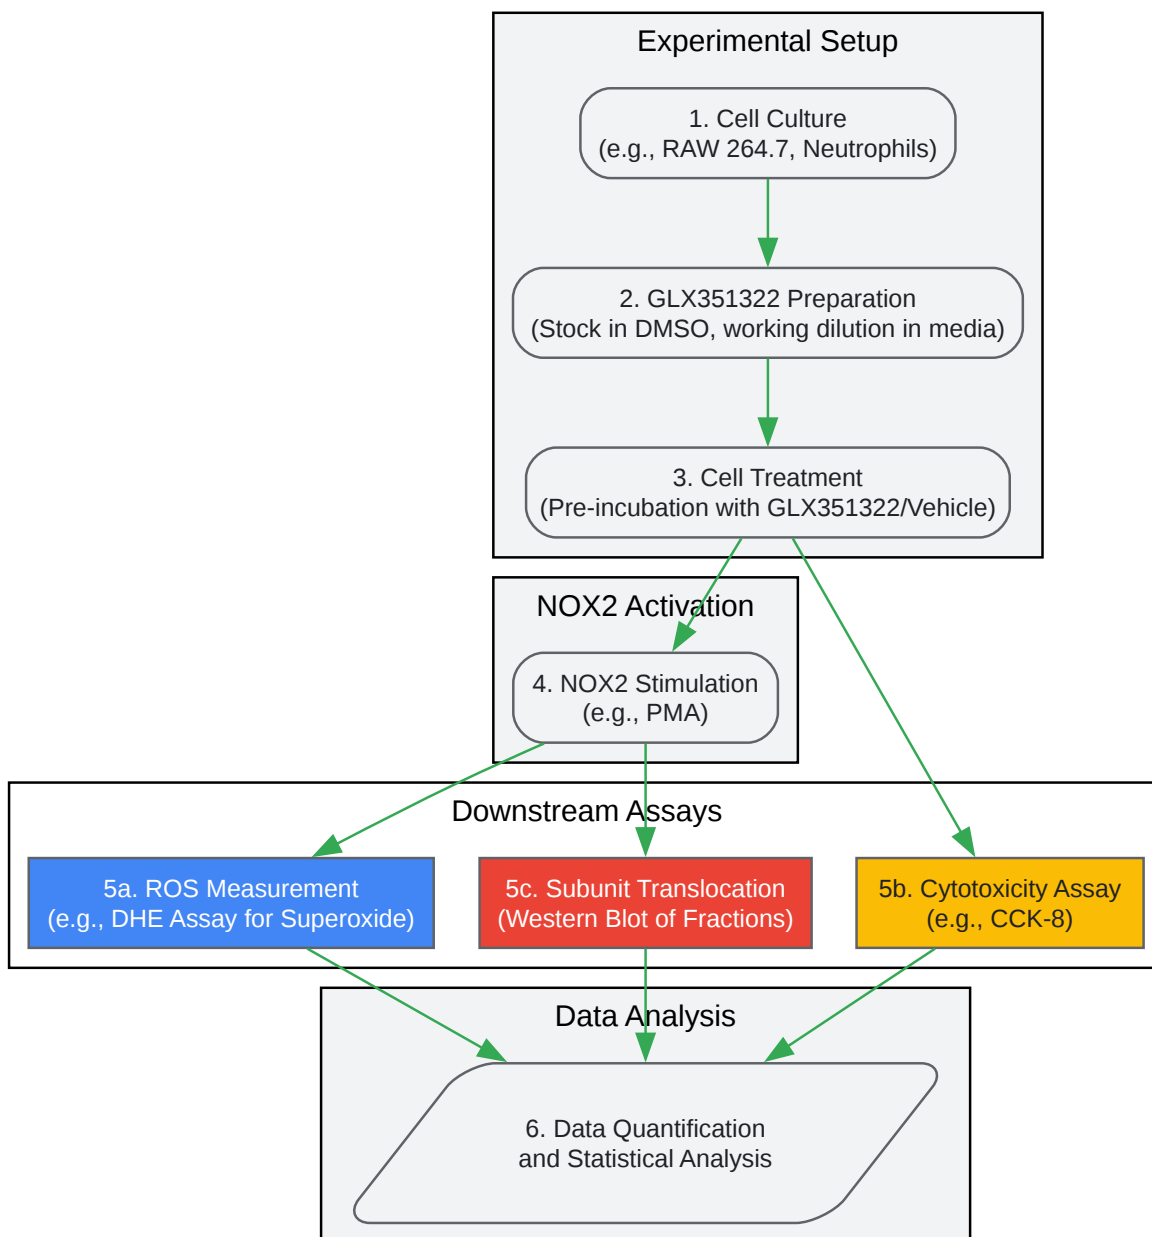 Experimental Setup
1. Cell Culture
(e.g., RAW 264.7, Neutrophils)
2. GLX351322 Preparation
(Stock in DMSO, working dilution in media)
3. Cell Treatment
(Pre-incubation with GLX351322/Vehicle)
NOX2 Activation
4. NOX2 Stimulation
(e.g., PMA)
Downstream Assays
5a. ROS Measurement
(e.g., DHE Assay for Superoxide)
5c. Subunit Translocation
(Western Blot of Fractions)
5b. Cytotoxicity Assay
(e.g., CCK-8)
Data Analysis
6. Data Quantification
and Statistical Analysis